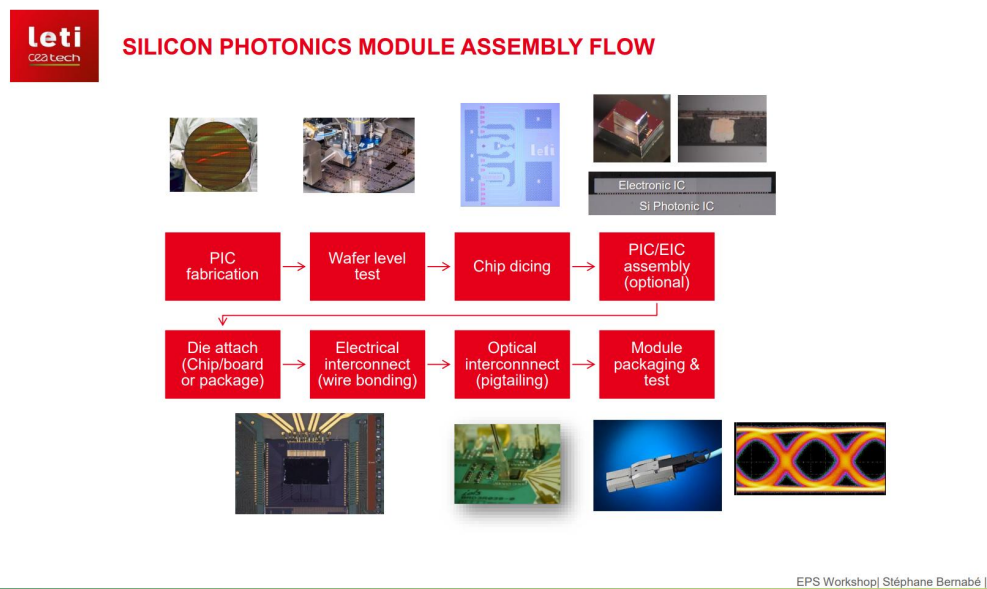 leti
ceatech
SILICON PHOTONICS MODULE ASSEMBLY FLOW
leti
Electronic IC
Si Photonic IC
PIC
fabrication
Wafer level
test
Chip dicing
PIC/EIC
assembly
(optional)
Die attach
(Chip/board
or package)
Electrical
interconnect
(wire bonding)
Optical
interconnnect
(pigtailing)
Module
packaging &
test
EPS Workshop| Stéphane Bernabé |